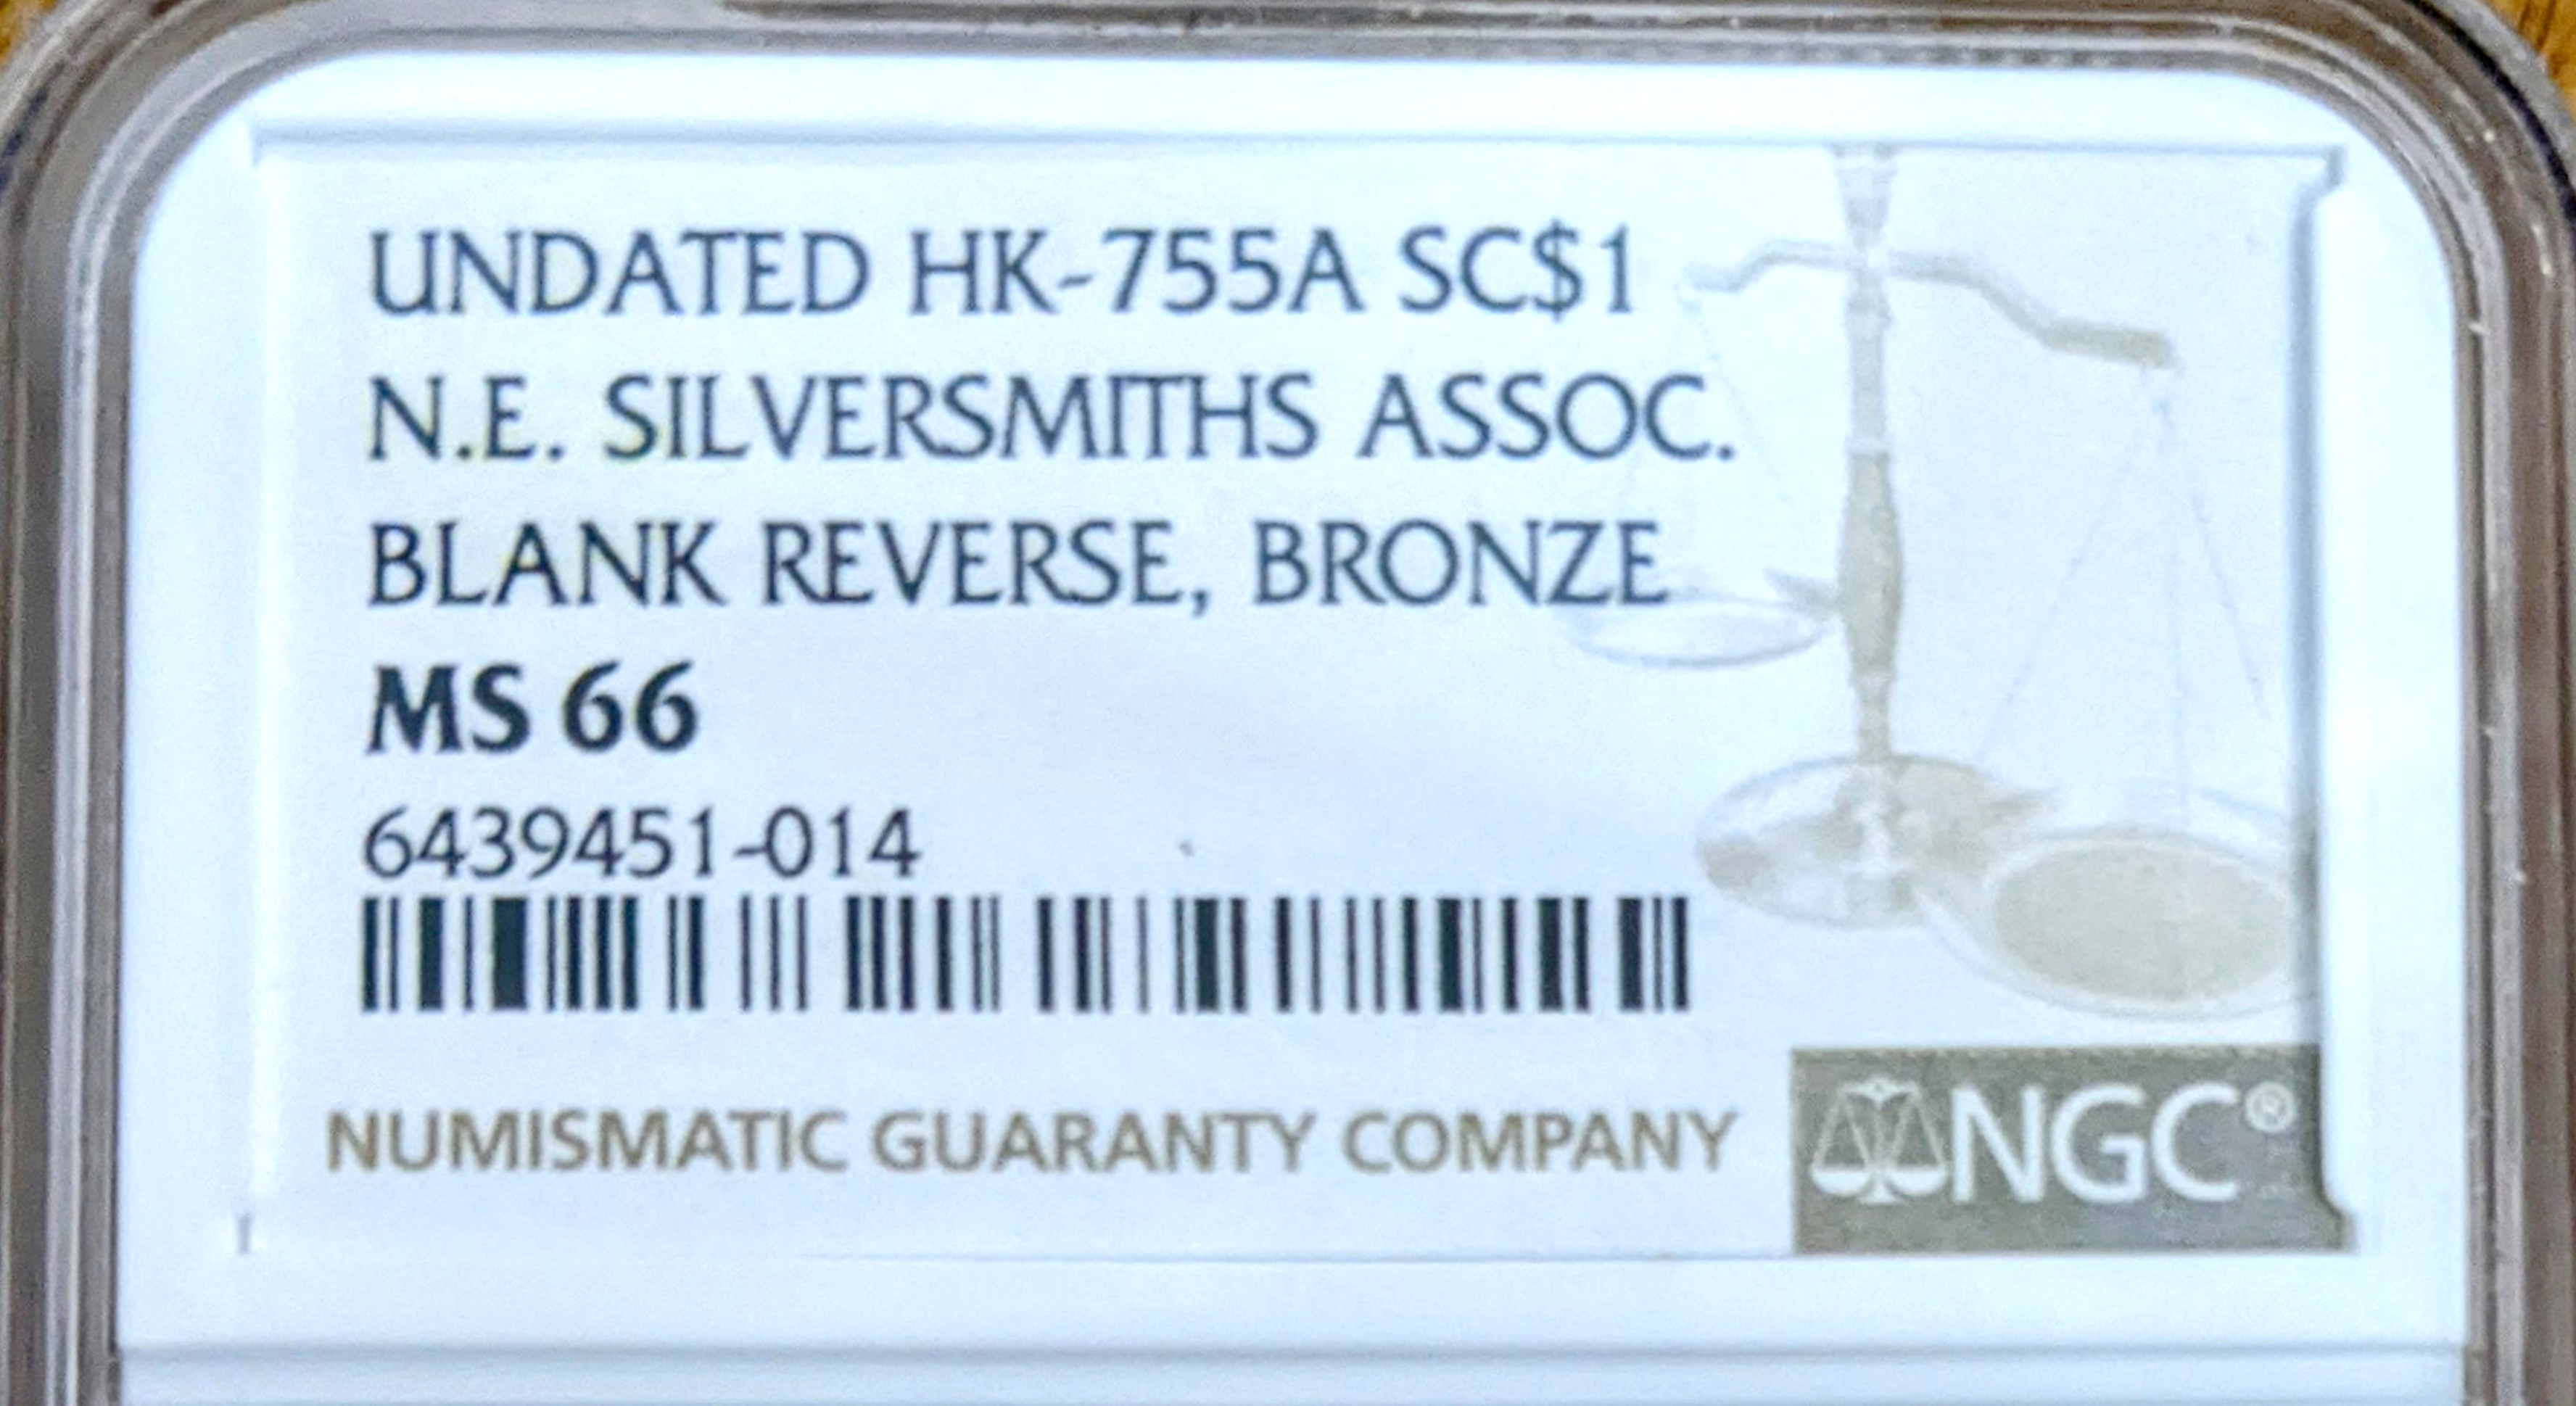 UNDATED HK-755A SC$1
N.E. SILVERSMITHS ASSOC.
BLANK REVERSE, BRONZE
MS 66
6439451-014
NUMISMATIC GUARANTY COMPANY
NGC®